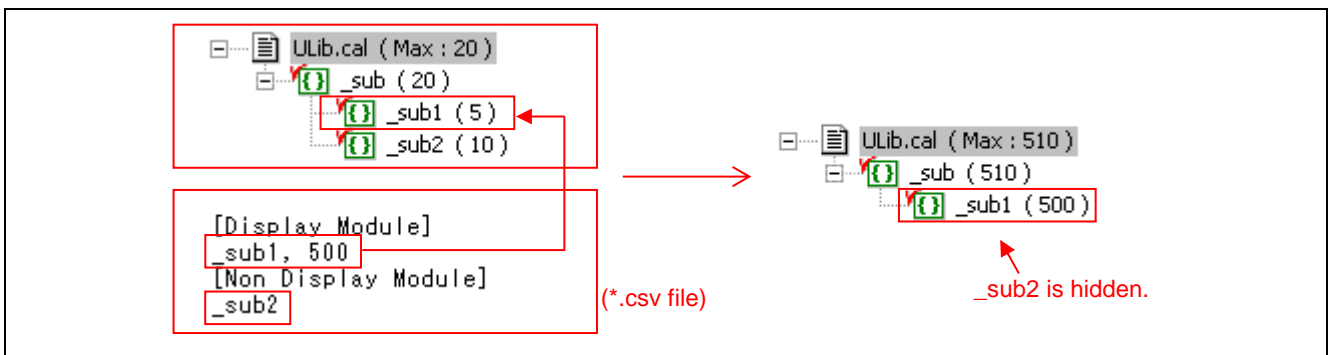 ULib.cal ( Max : 20 )
_sub ( 20 )
_sub1 ( 5 )
_sub2 ( 10 )
[Display Module]
_sub1, 500
[Non Display Module]
_sub2
(*.csv file)
ULib.cal ( Max : 510 )
_sub ( 510 )
_sub1 ( 500 )
_sub2 is hidden.